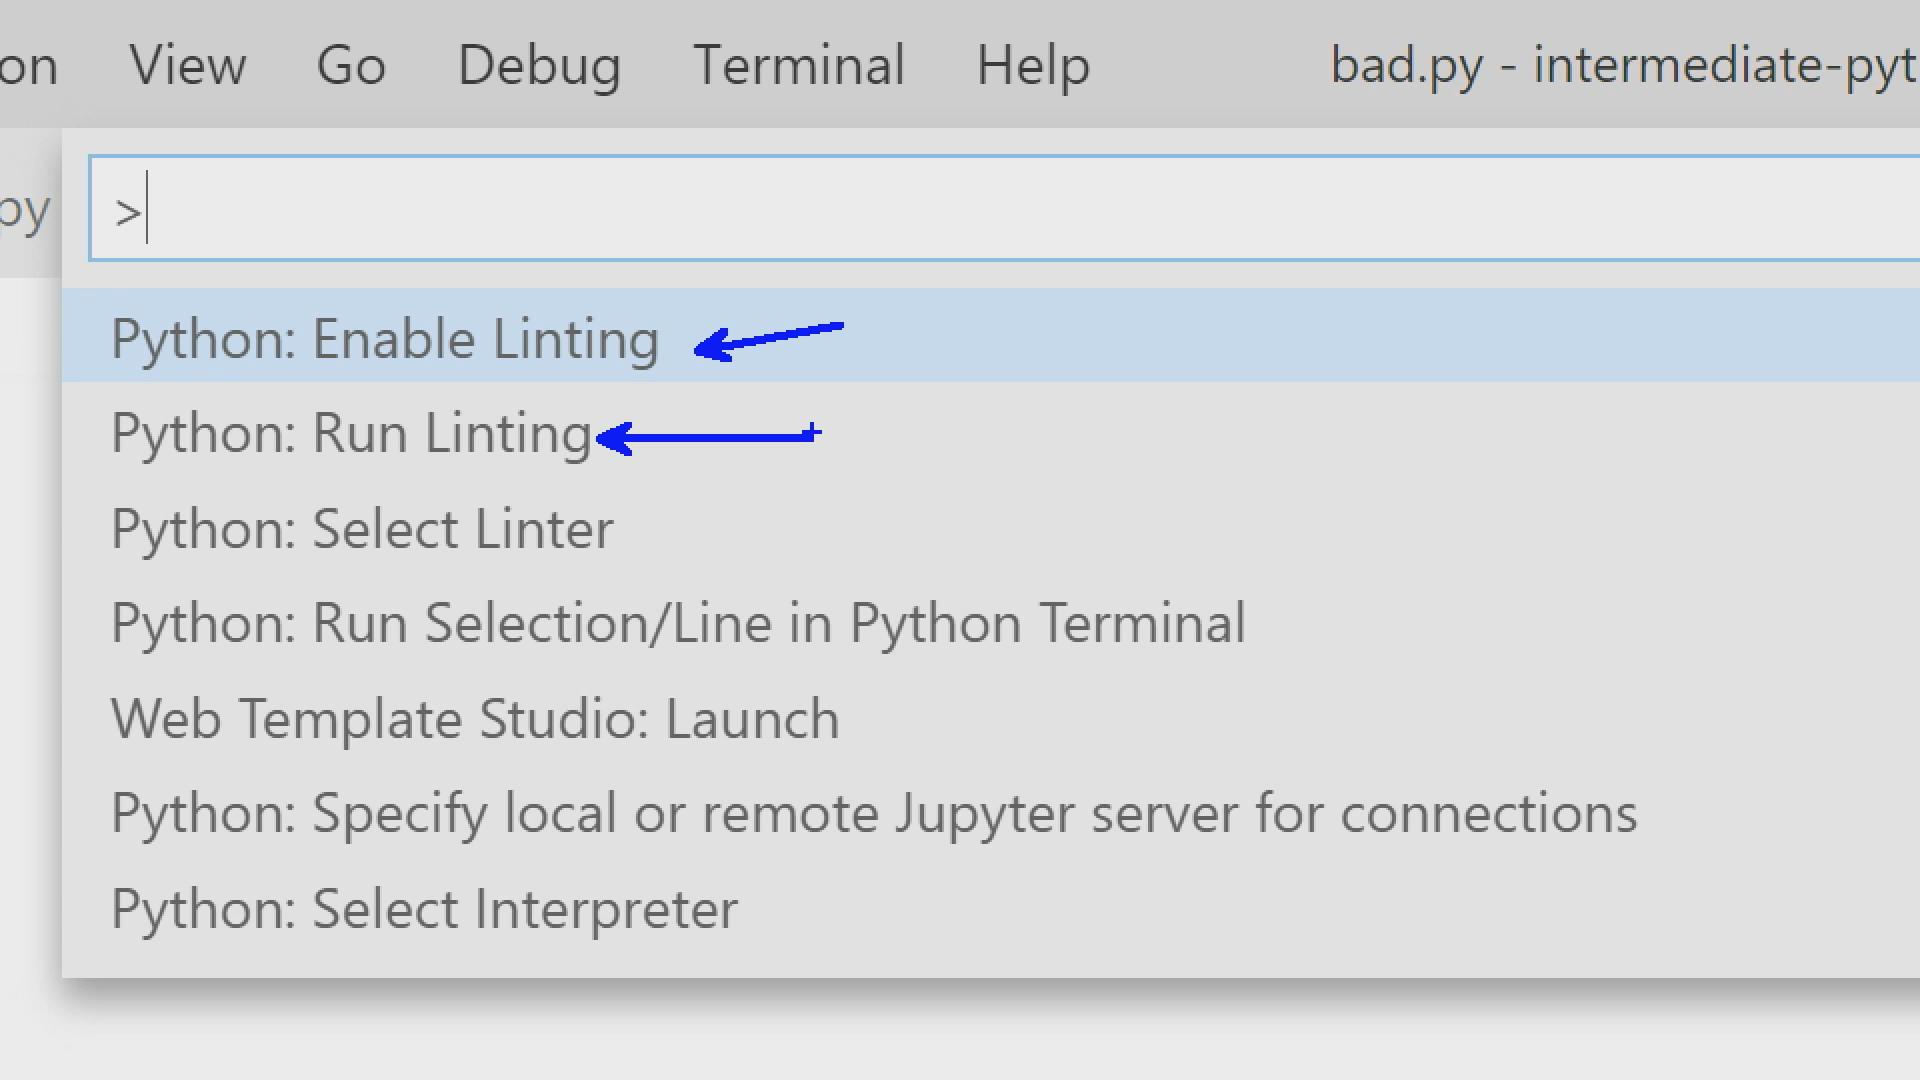 on View Go Debug Terminal Help bad.py - intermediate-pyt
py
>
Python: Enable Linting
Python: Run Linting
Python: Select Linter
Python: Run Selection/Line in Python Terminal
Web Template Studio: Launch
Python: Specify local or remote Jupyter server for connections
Python: Select Interpreter